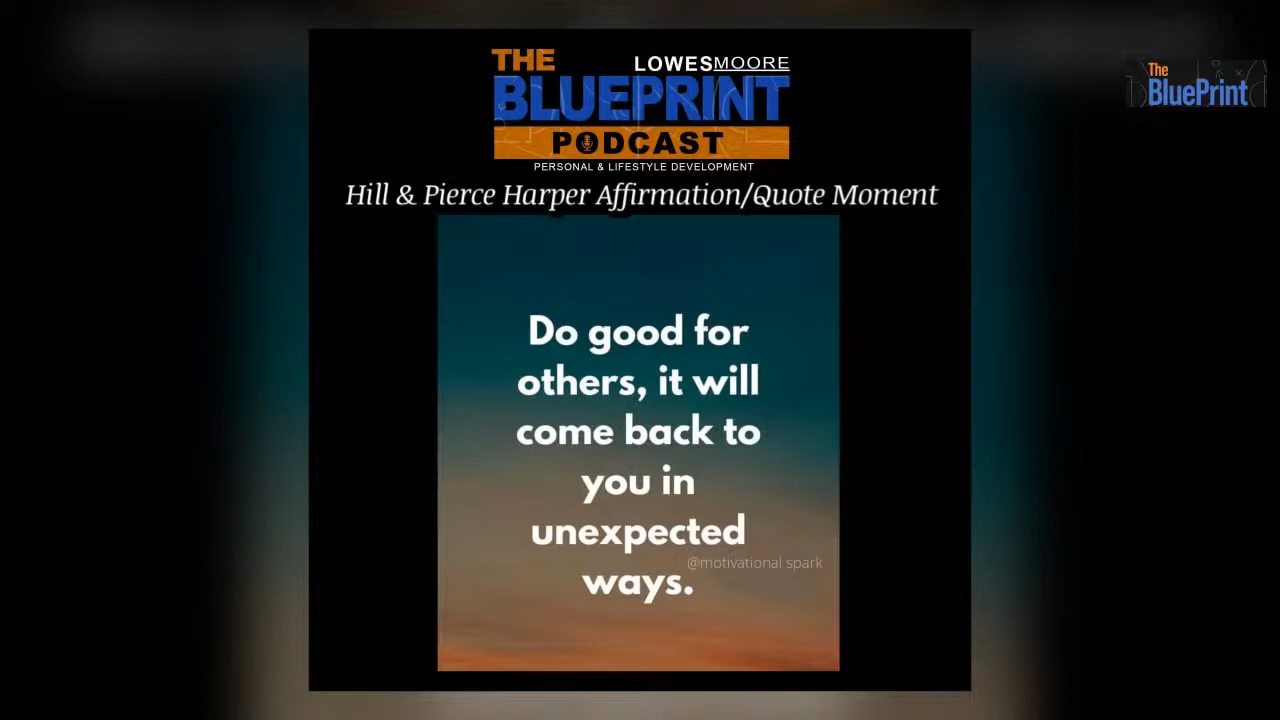 THE LOWESMOORE
BLUEPRINT
PODCAST
PERSONAL & LIFESTYLE DEVELOPMENT
Hill & Pierce Harper Affirmation/Quote Moment
The
BluePrint
Do good for
others, it will
come back to
you in
unexpected
@motivational spark
ways.